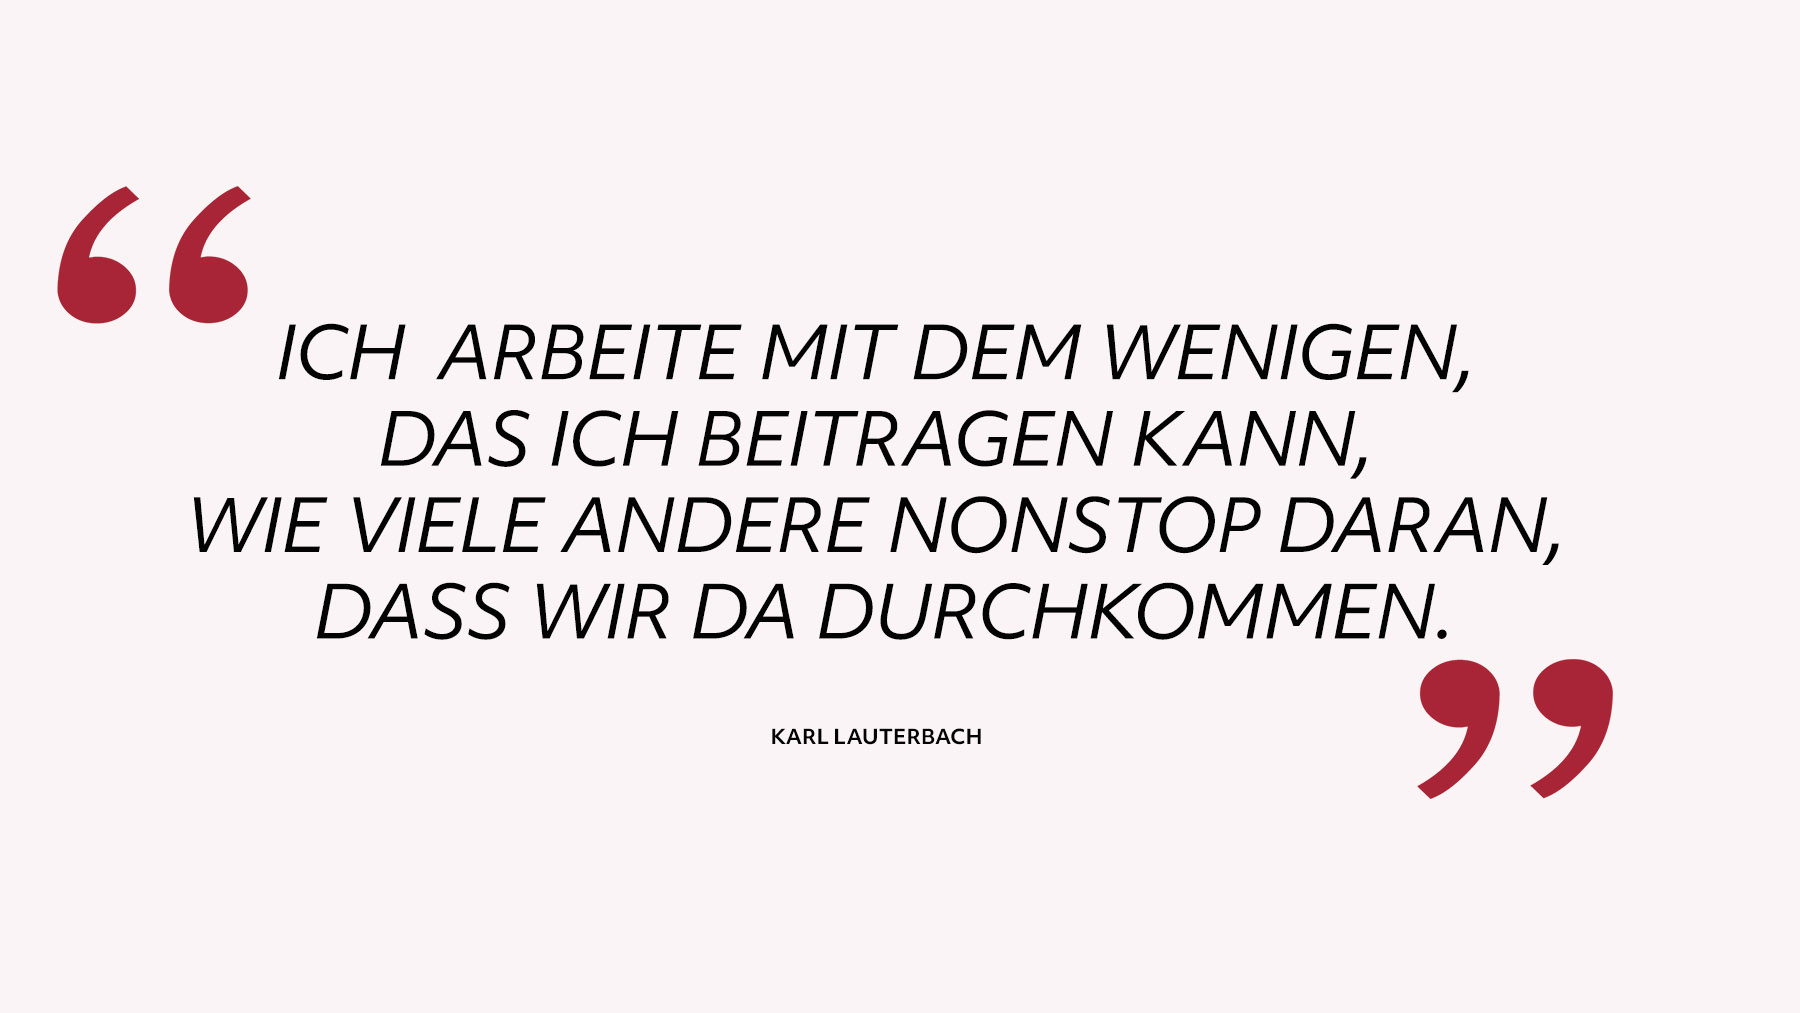 “ICH  ARBEITE MIT DEM WENIGEN,
DAS ICH BEITRAGEN KANN,
WIE VIELE ANDERE NONSTOP DARAN,
DASS WIR DA DURCHKOMMEN.”
KARL LAUTERBACH